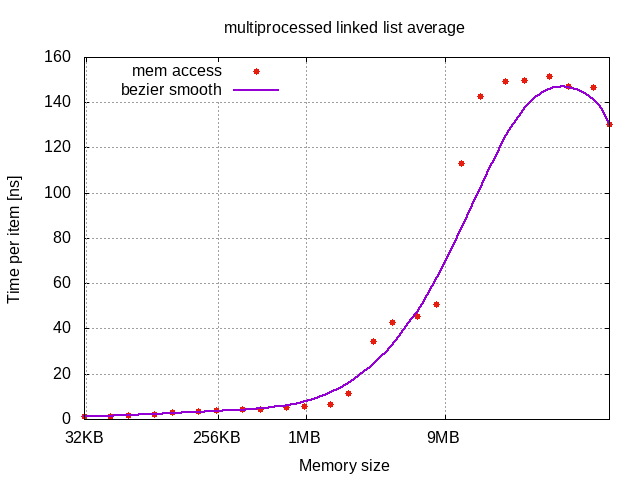 multiprocessed linked list average
160
140
120
100
80
60
40
20
0
Time per item [ns]
mem access
bezier smooth
32KB 256KB 1MB 9MB
Memory size